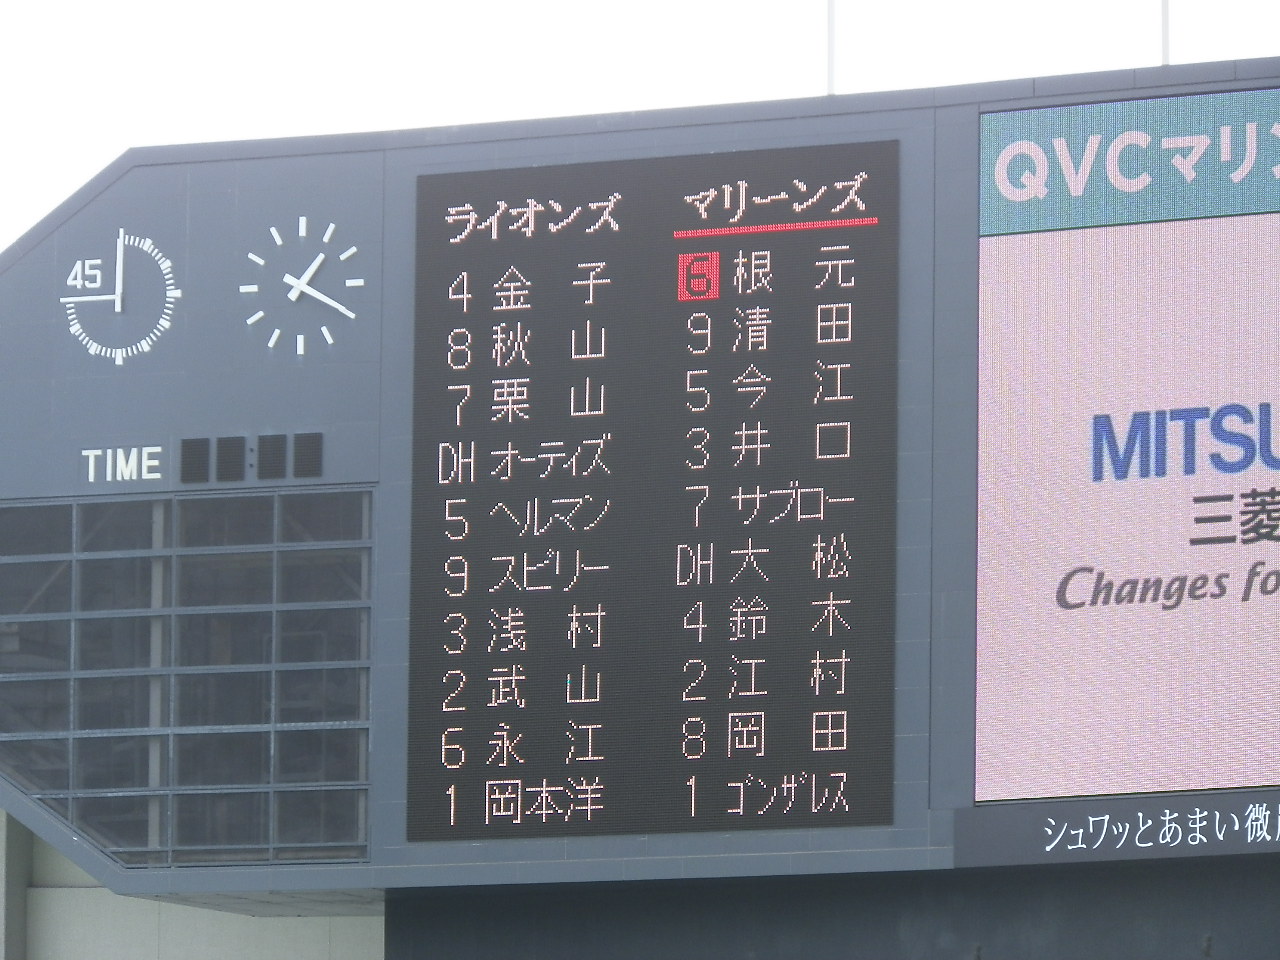 45
TIME
ライオンズ
4 金子
8 秋山
7 栗山
DH オーティズ
5 ヘルマン
9 スピリー
3 浅村
2 武山
6 永江
1 岡本洋
マリーンズ
6 根元
9 清田
5 今江
3 井口
7 サブロー
DH 大松
4 鈴木
2 江村
8 岡田
1 ゴンザレス
QVCマリン
MITSU
三菱
Changes fo
シュワッとあまい微